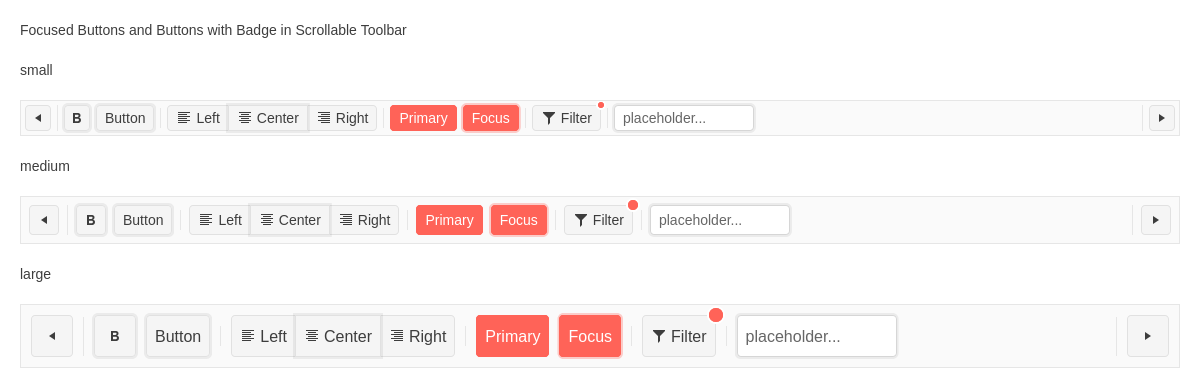 Focused Buttons and Buttons with Badge in Scrollable Toolbar
small
B Button Left Center Right Primary Focus Filter placeholder...
medium
B Button Left Center Right Primary Focus Filter placeholder...
large
B Button Left Center Right Primary Focus Filter placeholder...